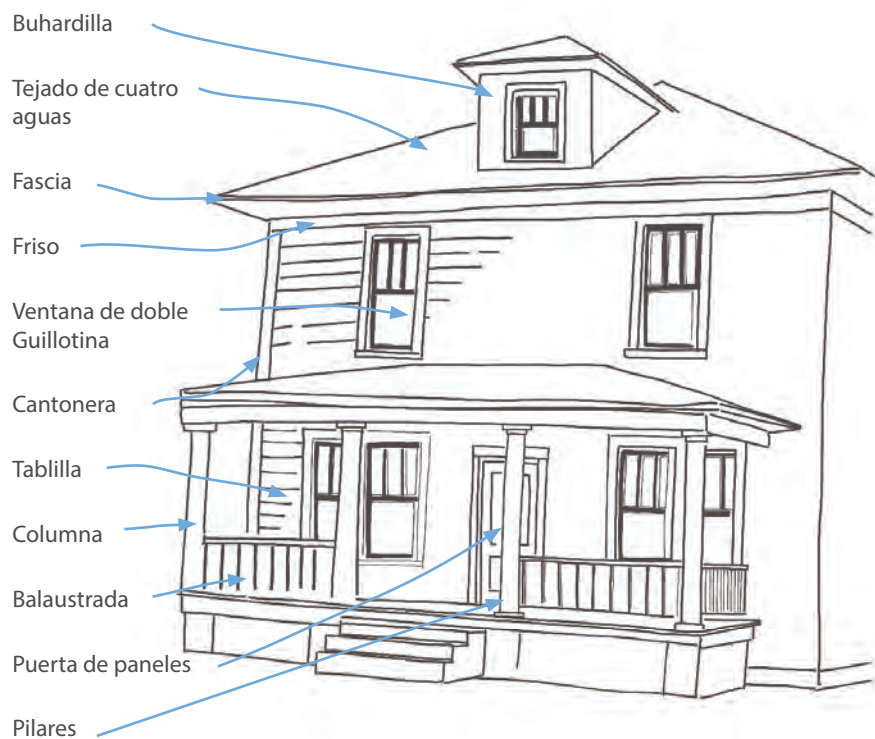 Buhardilla
Tejado de cuatro
aguas
Fascia
Friso
Ventana de doble
Guillotina
Cantonera
Tablilla
Columna
Balaustrada
Puerta de paneles
Pilares